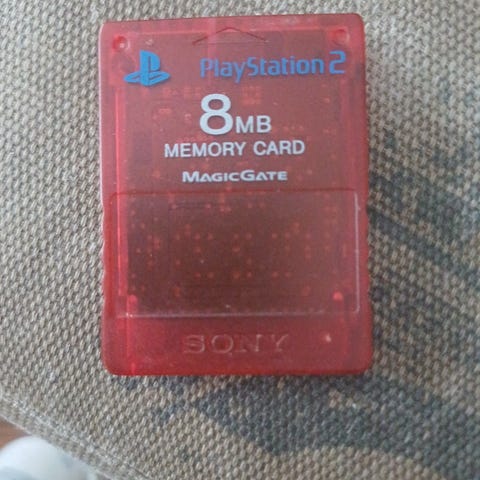 PlayStation 2
8MB
MEMORY CARD
MAGICGATE
SONY